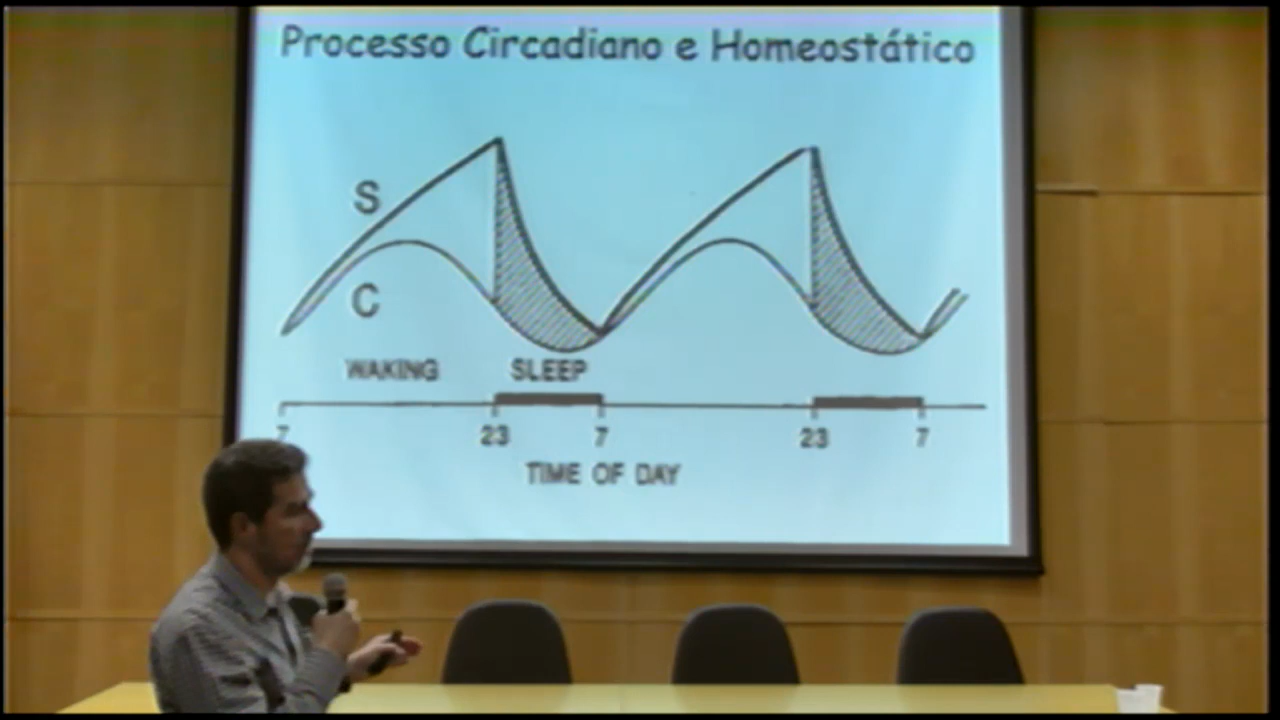 Processo Circadiano e Homeostático
S
C
WAKING SLEEP
7 23 7 23 7
TIME OF DAY